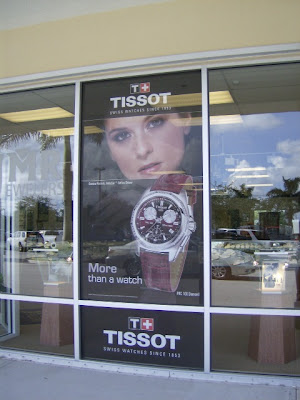 TISSOT
SWISS WATCHES SINCE 1853
More
than a watch
TISSOT
SWISS WATCHES SINCE 1853